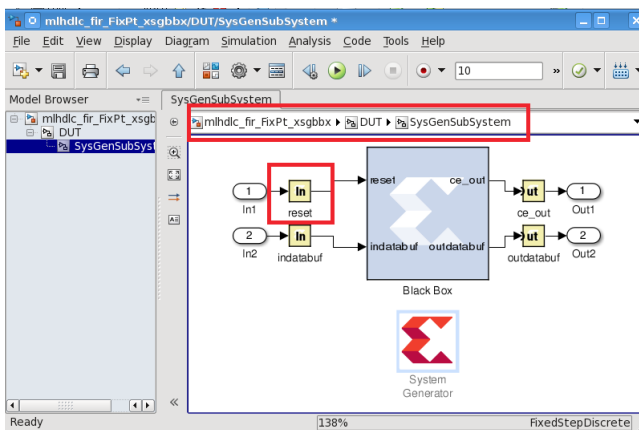 mlhdlc_fir_FixPt_xsgbbx/DUT/SysGenSubSystem *
File Edit View Display Diagram Simulation Analysis Code Tools Help
10 »
Model Browser
SysGenSubSystem
mlhdlc_fir_FixPt_xsgb
DUT
SysGenSubSyst
mlhdlc_fir_FixPt_xsgbbx DUT SysGenSubSystem
1 In reset ce_out ut 1
In1 reset ce_out Out1
2 In indatabuf outdatabuf ut 2
In2 indatabuf outdatabuf Out2
Black Box
System
Generator
«
Ready 138% FixedStepDiscrete